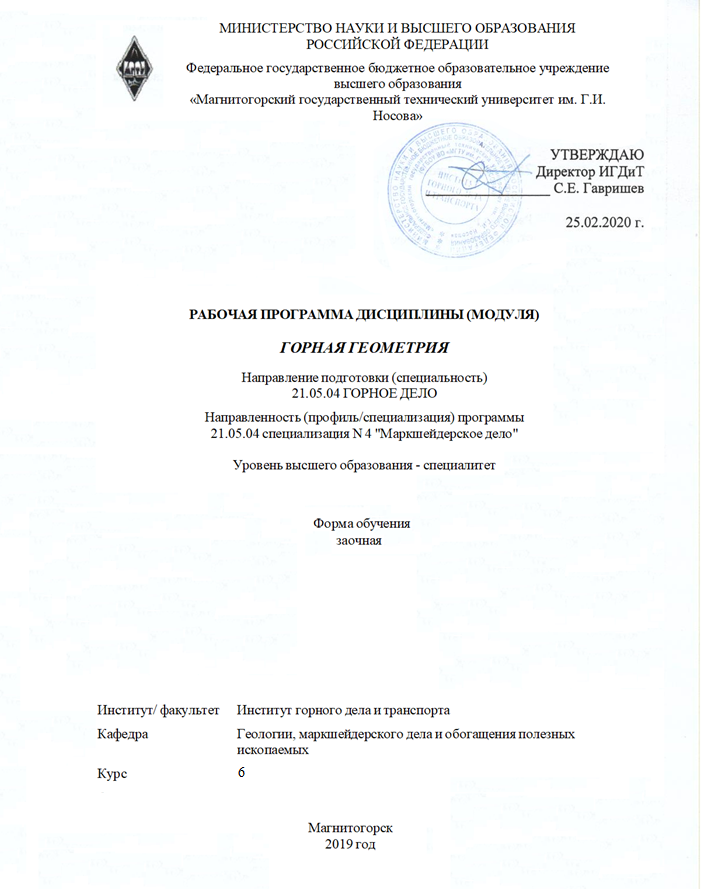 МИНИСТЕРСТВО НАУКИ И ВЫСШЕГО ОБРАЗОВАНИЯ
РОССИЙСКОЙ ФЕДЕРАЦИИ
Федеральное государственное бюджетное образовательное учреждение
высшего образования
«Магнитогорский государственный технический университет им. Г.И.
Носова»
УТВЕРЖДАЮ
Директор ИГДиТ
С.Е. Гавришев
25.02.2020 г.
РАБОЧАЯ ПРОГРАММА ДИСЦИПЛИНЫ (МОДУЛЯ)
ГОРНАЯ ГЕОМЕТРИЯ
Направление подготовки (специальность)
21.05.04 ГОРНОЕ ДЕЛО
Направленность (профиль/специализация) программы
21.05.04 специализация N 4 "Маркшейдерское дело"
Уровень высшего образования - специалитет
Форма обучения
заочная
Институт/ факультет Институт горного дела и транспорта
Кафедра Геологии, маркшейдерского дела и обогащения полезных
ископаемых
Курс 6
Магнитогорск
2019 год